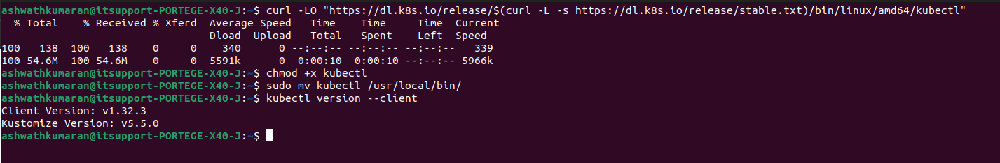 ashwathkumaran@itsupport-PORTEGE-X40-J:~$ curl -LO "https://dl.k8s.io/release/$(curl -L -s https://dl.k8s.io/release/stable.txt)/bin/linux/amd64/kubectl"
  % Total    % Received % Xferd  Average Speed   Time    Time     Time  Current
                                 Dload  Upload   Total   Spent    Left  Speed
100   138  100   138    0     0    340      0 --:--:-- --:--:-- --:--:--   339
100 54.6M  100 54.6M    0     0  5591k      0  0:00:10  0:00:10 --:--:-- 5966k
ashwathkumaran@itsupport-PORTEGE-X40-J:~$ chmod +x kubectl
ashwathkumaran@itsupport-PORTEGE-X40-J:~$ sudo mv kubectl /usr/local/bin/
ashwathkumaran@itsupport-PORTEGE-X40-J:~$ kubectl version --client
Client Version: v1.32.3
Kustomize Version: v5.5.0
ashwathkumaran@itsupport-PORTEGE-X40-J:~$